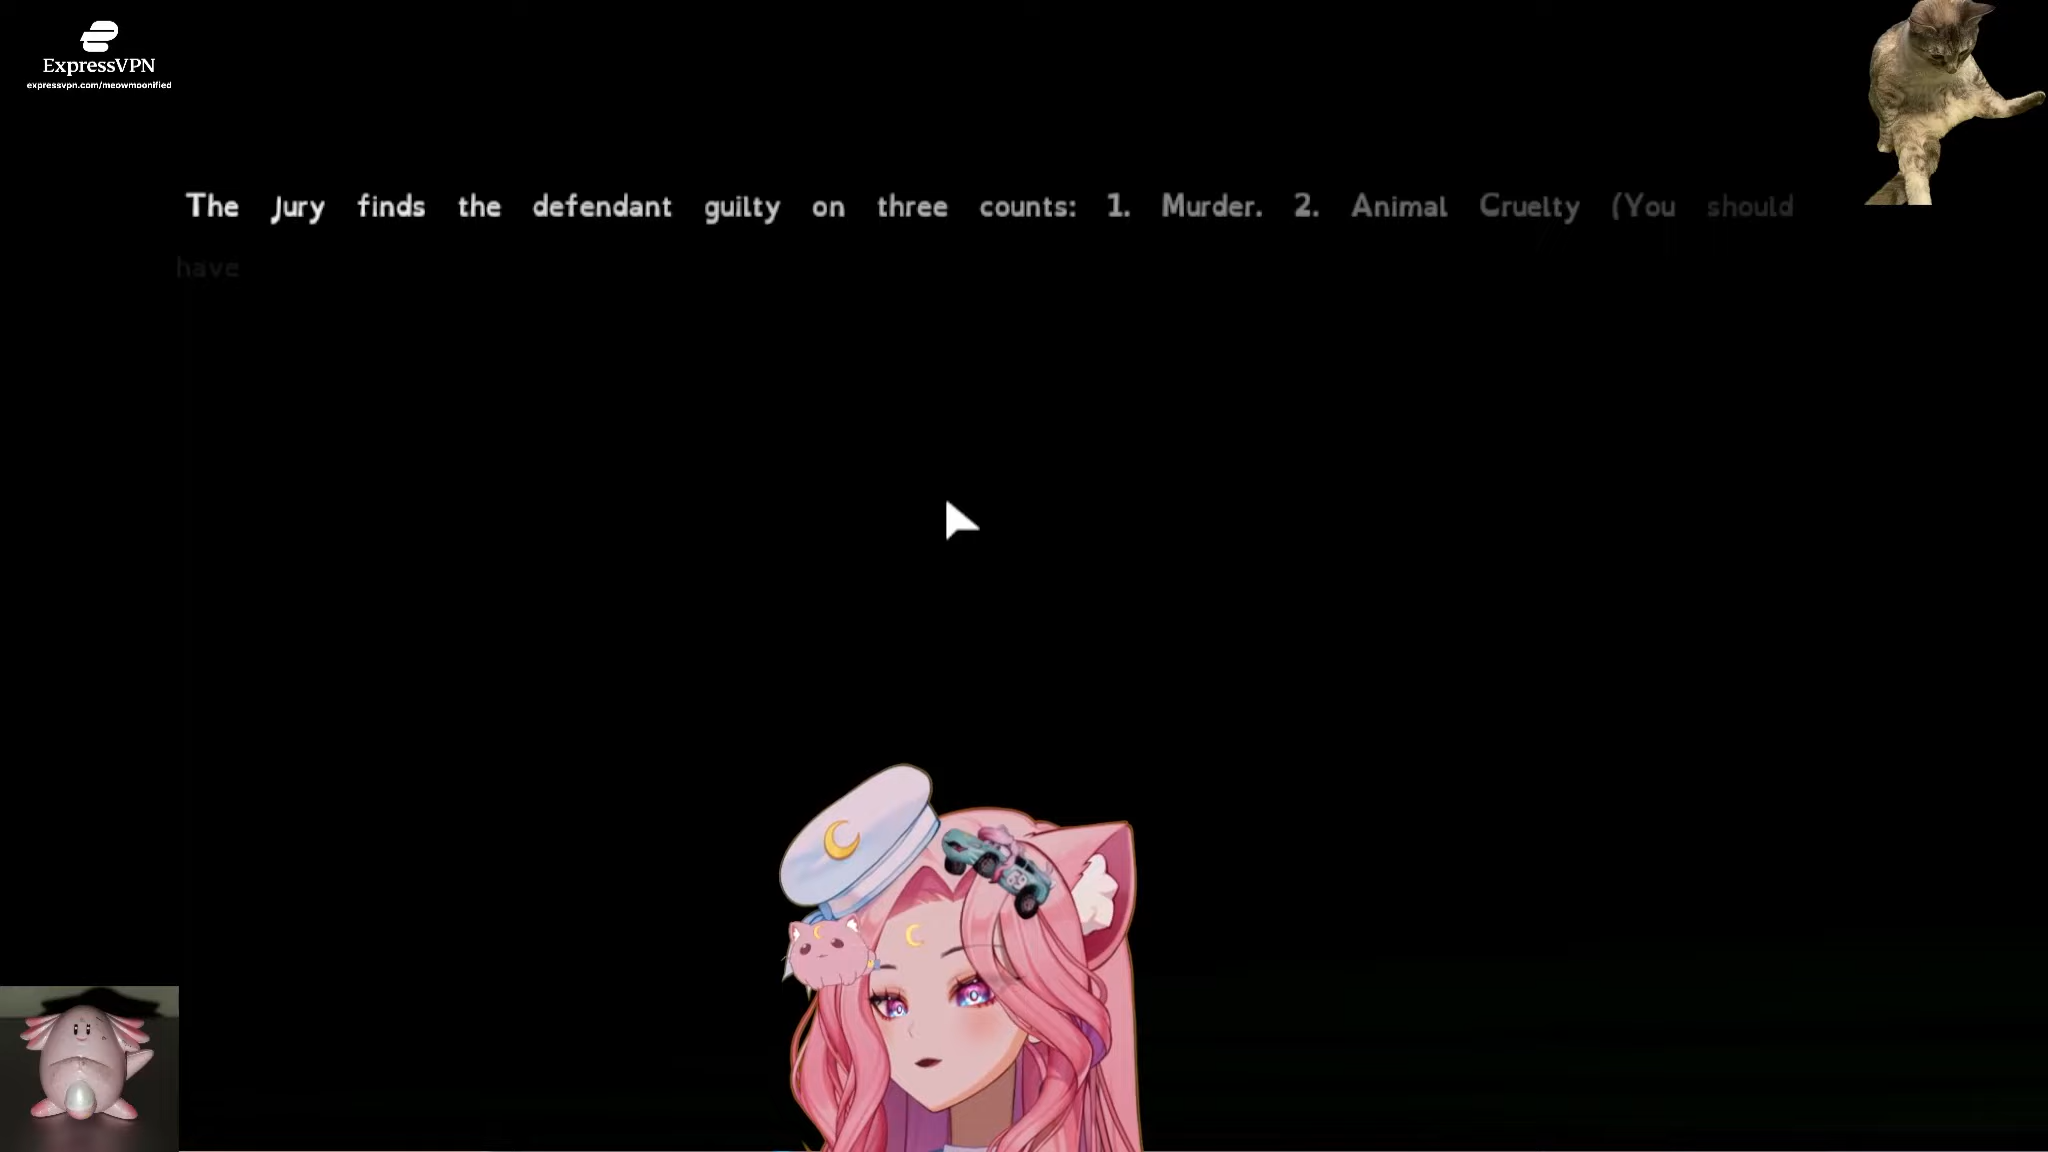 ExpressVPN
expressvpn.com/meowmoonified
The Jury finds the defendant guilty on three counts: 1. Murder. 2. Animal Cruelty (You should
have
69